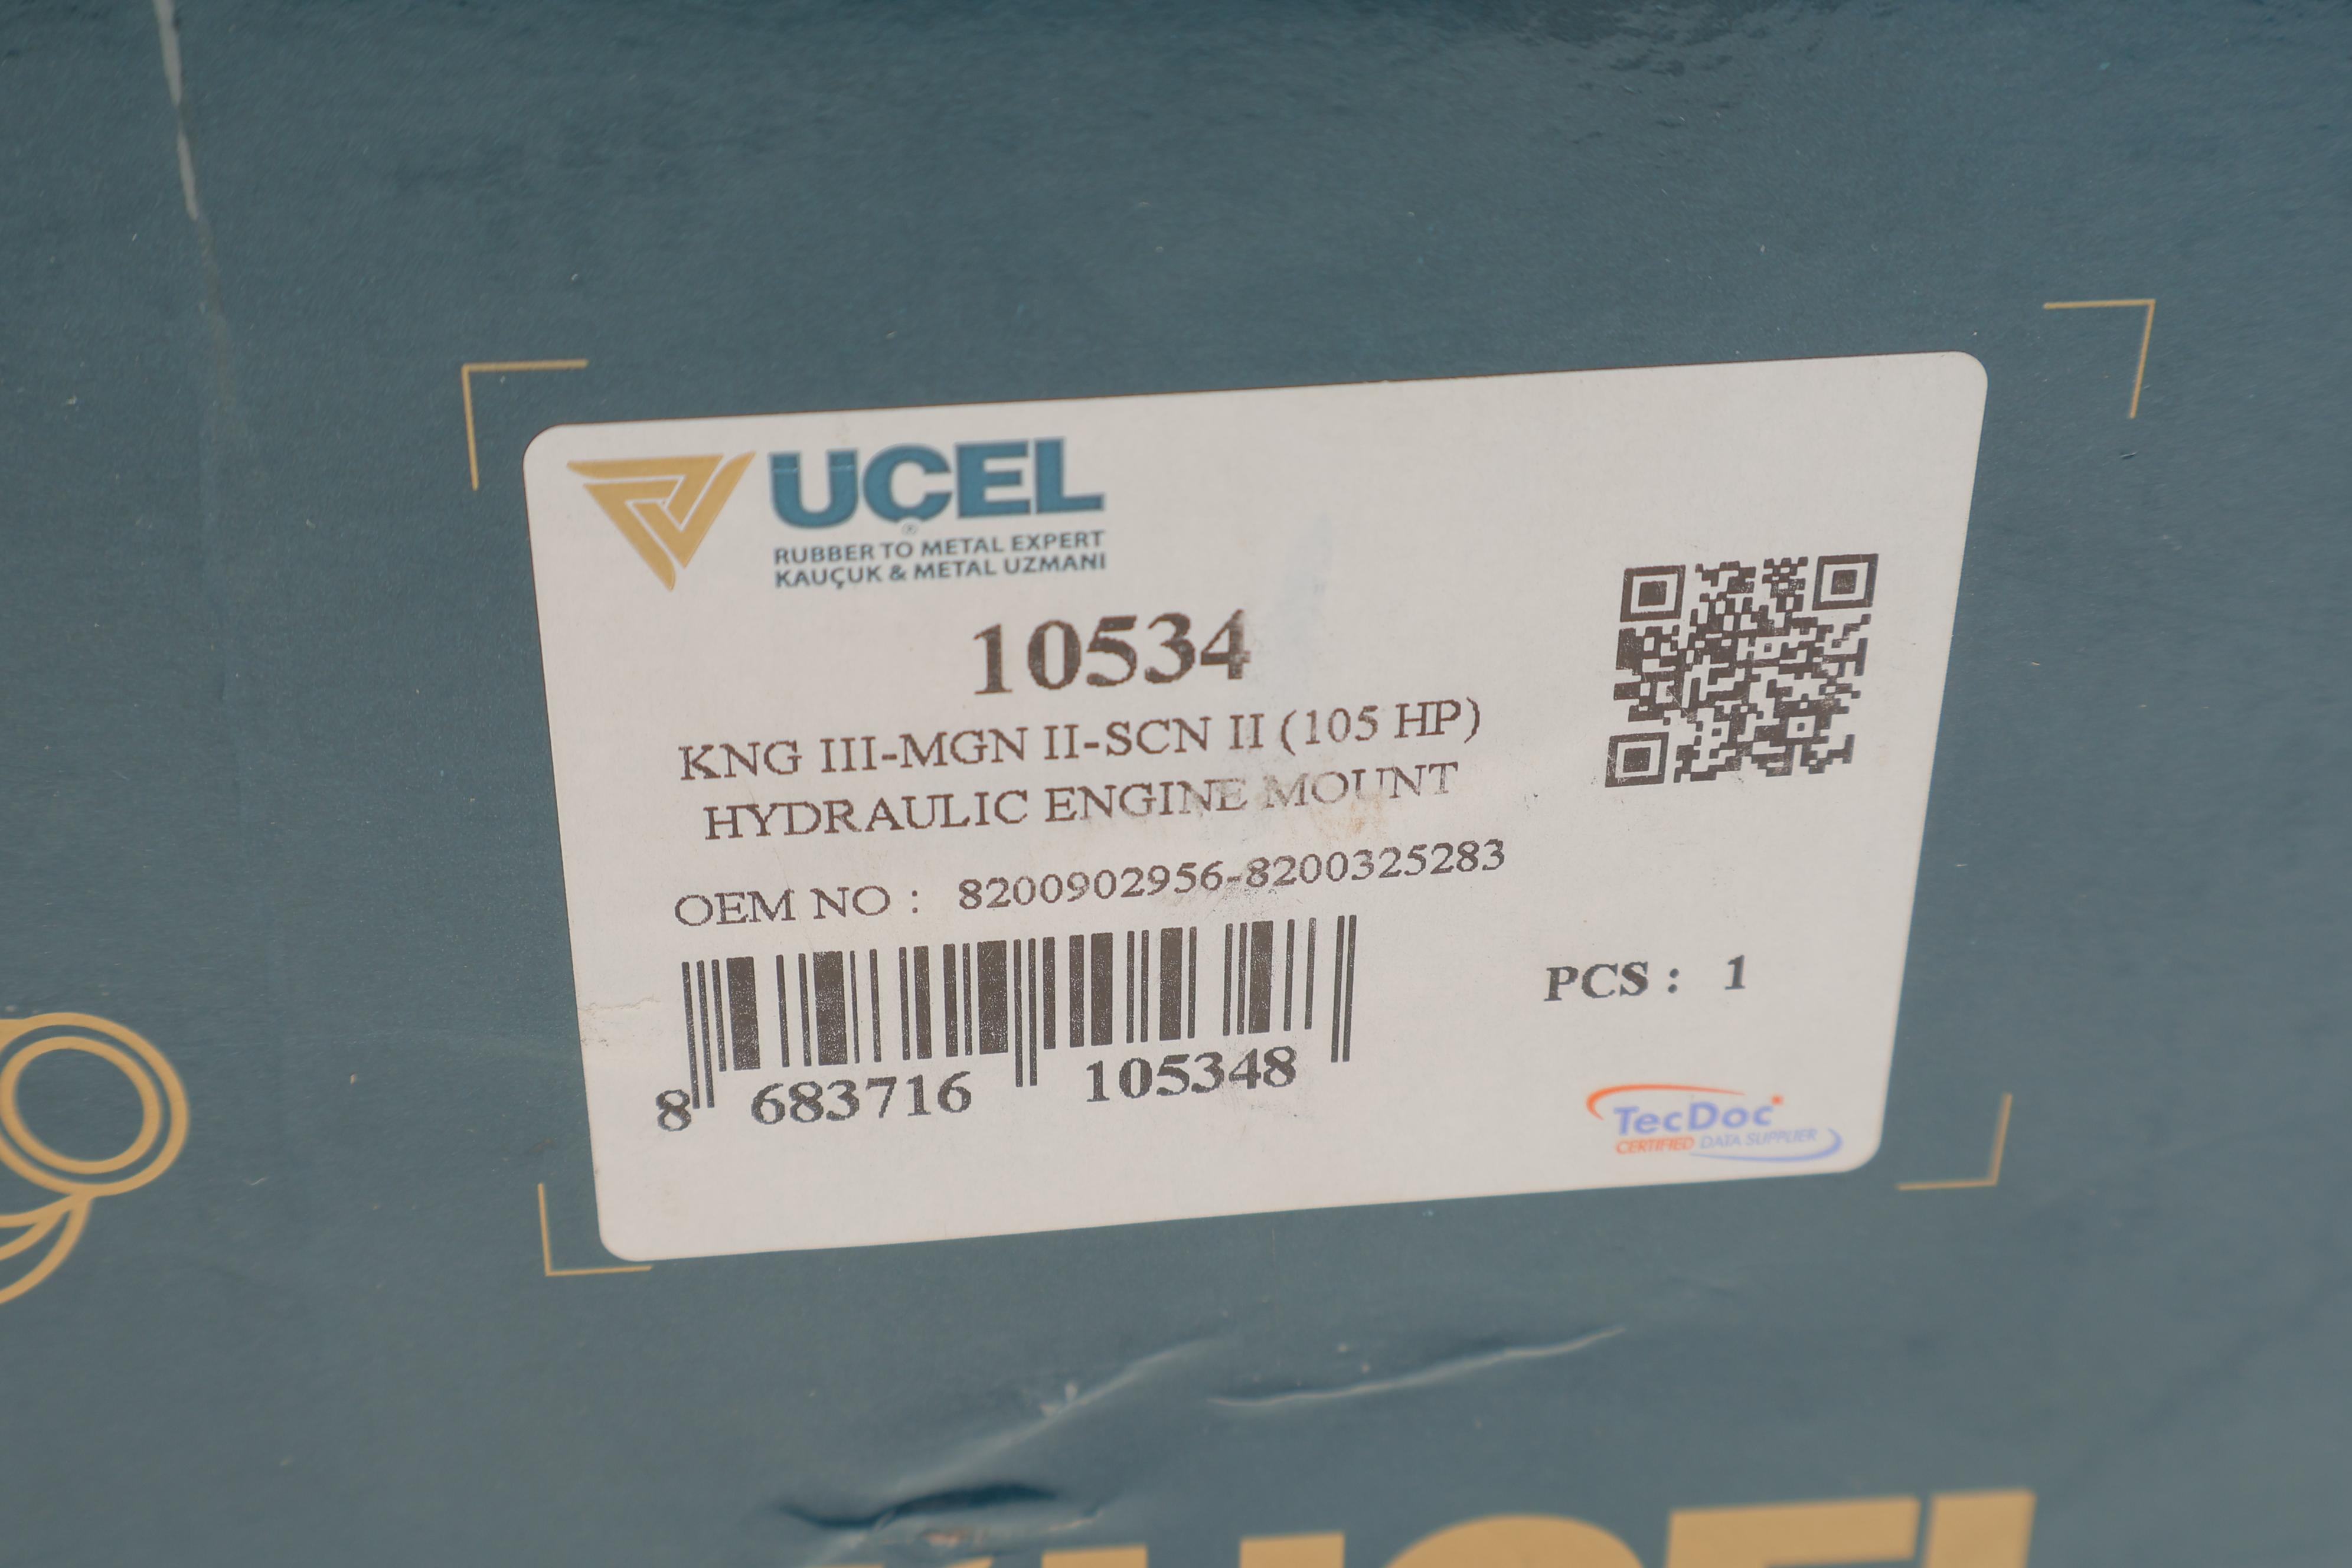 UÇEL
®
RUBBER TO METAL EXPERT
KAUÇUK & METAL UZMANI
10534
KNG III-MGN II-SCN II (105 HP)
HYDRAULIC ENGINE MOUNT
OEM NO : 8200902956-8200325283
8 683716 105348
PCS : 1
TecDoc
CERTIFIED DATA SUPPLIER